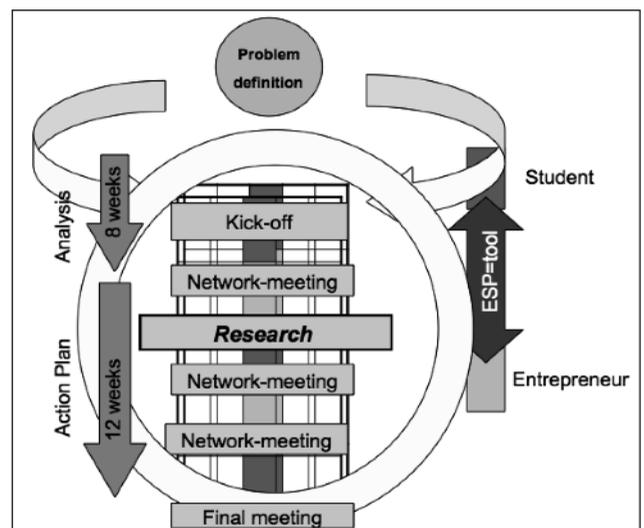 Problem
definition
Student
Analysis
8 weeks
Kick-off
ESP=tool
Network-meeting
Research
Action Plan
12 weeks
Network-meeting
Entrepreneur
Network-meeting
Final meeting